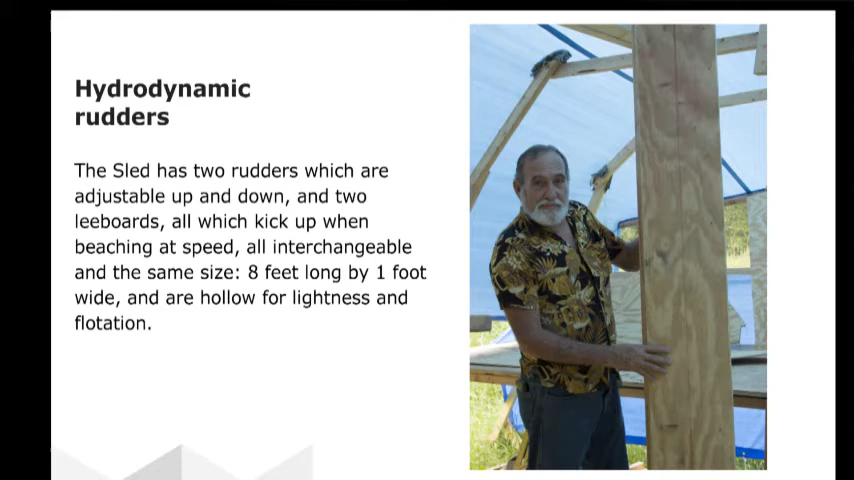 Hydrodynamic
rudders
The Sled has two rudders which are
adjustable up and down, and two
leeboards, all which kick up when
beaching at speed, all interchangeable
and the same size: 8 feet long by 1 foot
wide, and are hollow for lightness and
flotation.